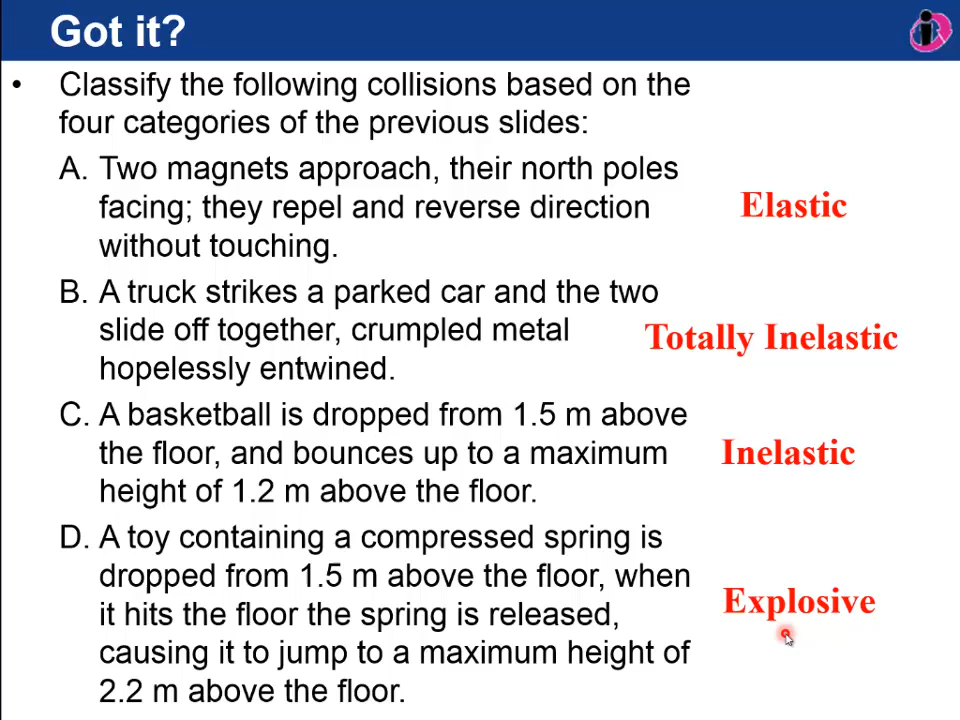 Got it?
• Classify the following collisions based on the
four categories of the previous slides:
A. Two magnets approach, their north poles
facing; they repel and reverse direction
without touching.
Elastic
B. A truck strikes a parked car and the two
slide off together, crumpled metal
hopelessly entwined.
Totally Inelastic
C. A basketball is dropped from 1.5 m above
the floor, and bounces up to a maximum
height of 1.2 m above the floor.
Inelastic
D. A toy containing a compressed spring is
dropped from 1.5 m above the floor, when
it hits the floor the spring is released,
causing it to jump to a maximum height of
2.2 m above the floor.
Explosive